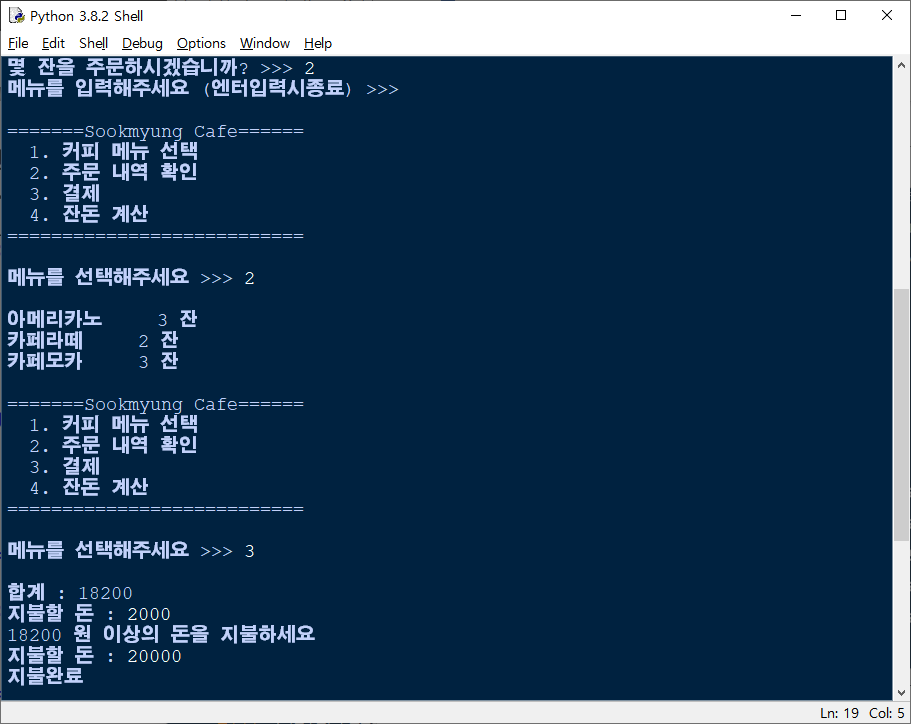 Python 3.8.2 Shell
File Edit Shell Debug Options Window Help
몇 잔을 주문하시겠습니까? >>> 2
메뉴를 입력해주세요 (엔터입력시종료) >>>
=======Sookmyung Cafe======
1. 커피 메뉴 선택
2. 주문 내역 확인
3. 결제
4. 잔돈 계산
===========================
메뉴를 선택해주세요 >>> 2
아메리카노 3 잔
카페라떼 2 잔
카페모카 3 잔
=======Sookmyung Cafe======
1. 커피 메뉴 선택
2. 주문 내역 확인
3. 결제
4. 잔돈 계산
===========================
메뉴를 선택해주세요 >>> 3
합계 : 18200
지불할 돈 : 2000
18200 원 이상의 돈올 지불하세요
지불할 돈 : 20000
지불완료
Ln: 19 Col: 5